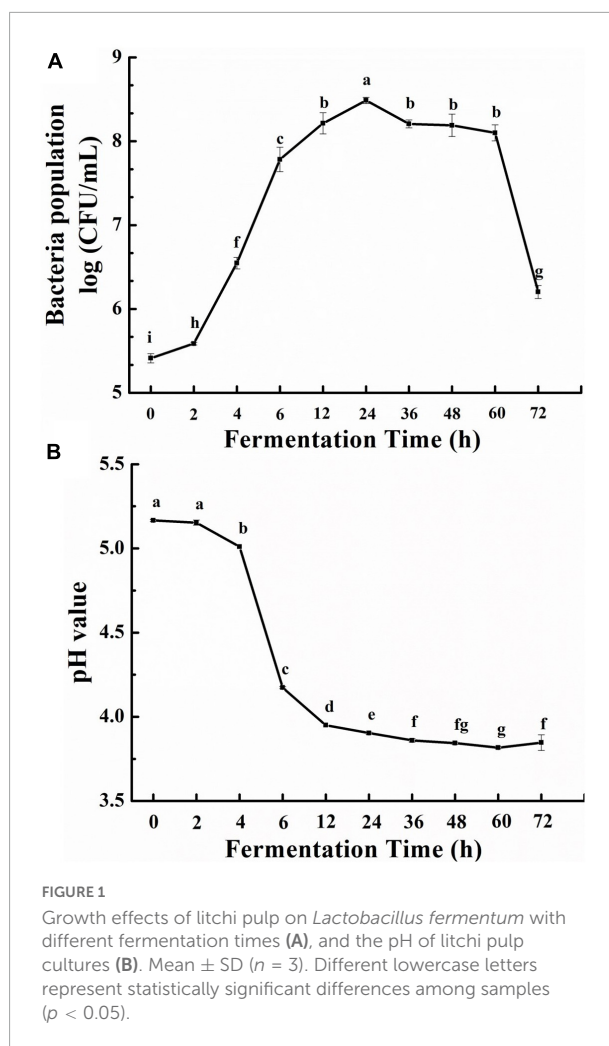 A
9
a
b
b
b
b
8
c
7
f
g
6
h
i
5
Bacteria population
log (CFU/mL)
0 2 4 6 12 24 36 48 60 72
Fermentation Time (h)
B
5.5
a a
b
5.0
4.5
c
d
e
f fg g f
4.0
3.5
pH value
0 2 4 6 12 24 36 48 60 72
Fermentation Time (h)
FIGURE 1
Growth effects of litchi pulp on Lactobacillus fermentum with
different fermentation times (A), and the pH of litchi pulp
cultures (B). Mean ± SD (n = 3). Different lowercase letters
represent statistically significant differences among samples
(p < 0.05).